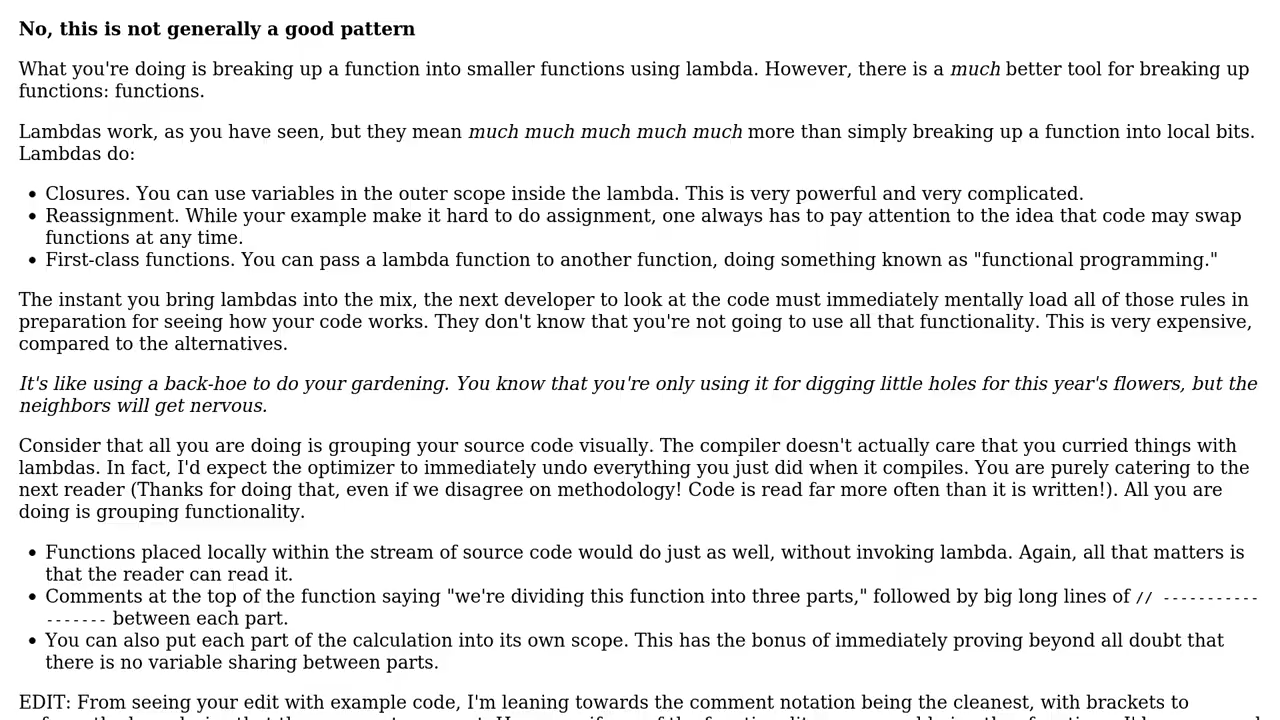 No, this is not generally a good pattern
What you're doing is breaking up a function into smaller functions using lambda. However, there is a much better tool for breaking up
functions: functions.
Lambdas work, as you have seen, but they mean much much much much much more than simply breaking up a function into local bits.
Lambdas do:
• Closures. You can use variables in the outer scope inside the lambda. This is very powerful and very complicated.
• Reassignment. While your example make it hard to do assignment, one always has to pay attention to the idea that code may swap
functions at any time.
• First-class functions. You can pass a lambda function to another function, doing something known as "functional programming."
The instant you bring lambdas into the mix, the next developer to look at the code must immediately mentally load all of those rules in
preparation for seeing how your code works. They don't know that you're not going to use all that functionality. This is very expensive,
compared to the alternatives.
It's like using a back-hoe to do your gardening. You know that you're only using it for digging little holes for this year's flowers, but the
neighbors will get nervous.
Consider that all you are doing is grouping your source code visually. The compiler doesn't actually care that you curried things with
lambdas. In fact, I'd expect the optimizer to immediately undo everything you just did when it compiles. You are purely catering to the
next reader (Thanks for doing that, even if we disagree on methodology! Code is read far more often than it is written!). All you are
doing is grouping functionality.
• Functions placed locally within the stream of source code would do just as well, without invoking lambda. Again, all that matters is
that the reader can read it.
• Comments at the top of the function saying "we're dividing this function into three parts," followed by big long lines of // -----------
------- between each part.
• You can also put each part of the calculation into its own scope. This has the bonus of immediately proving beyond all doubt that
there is no variable sharing between parts.
EDIT: From seeing your edit with example code, I'm leaning towards the comment notation being the cleanest, with brackets to